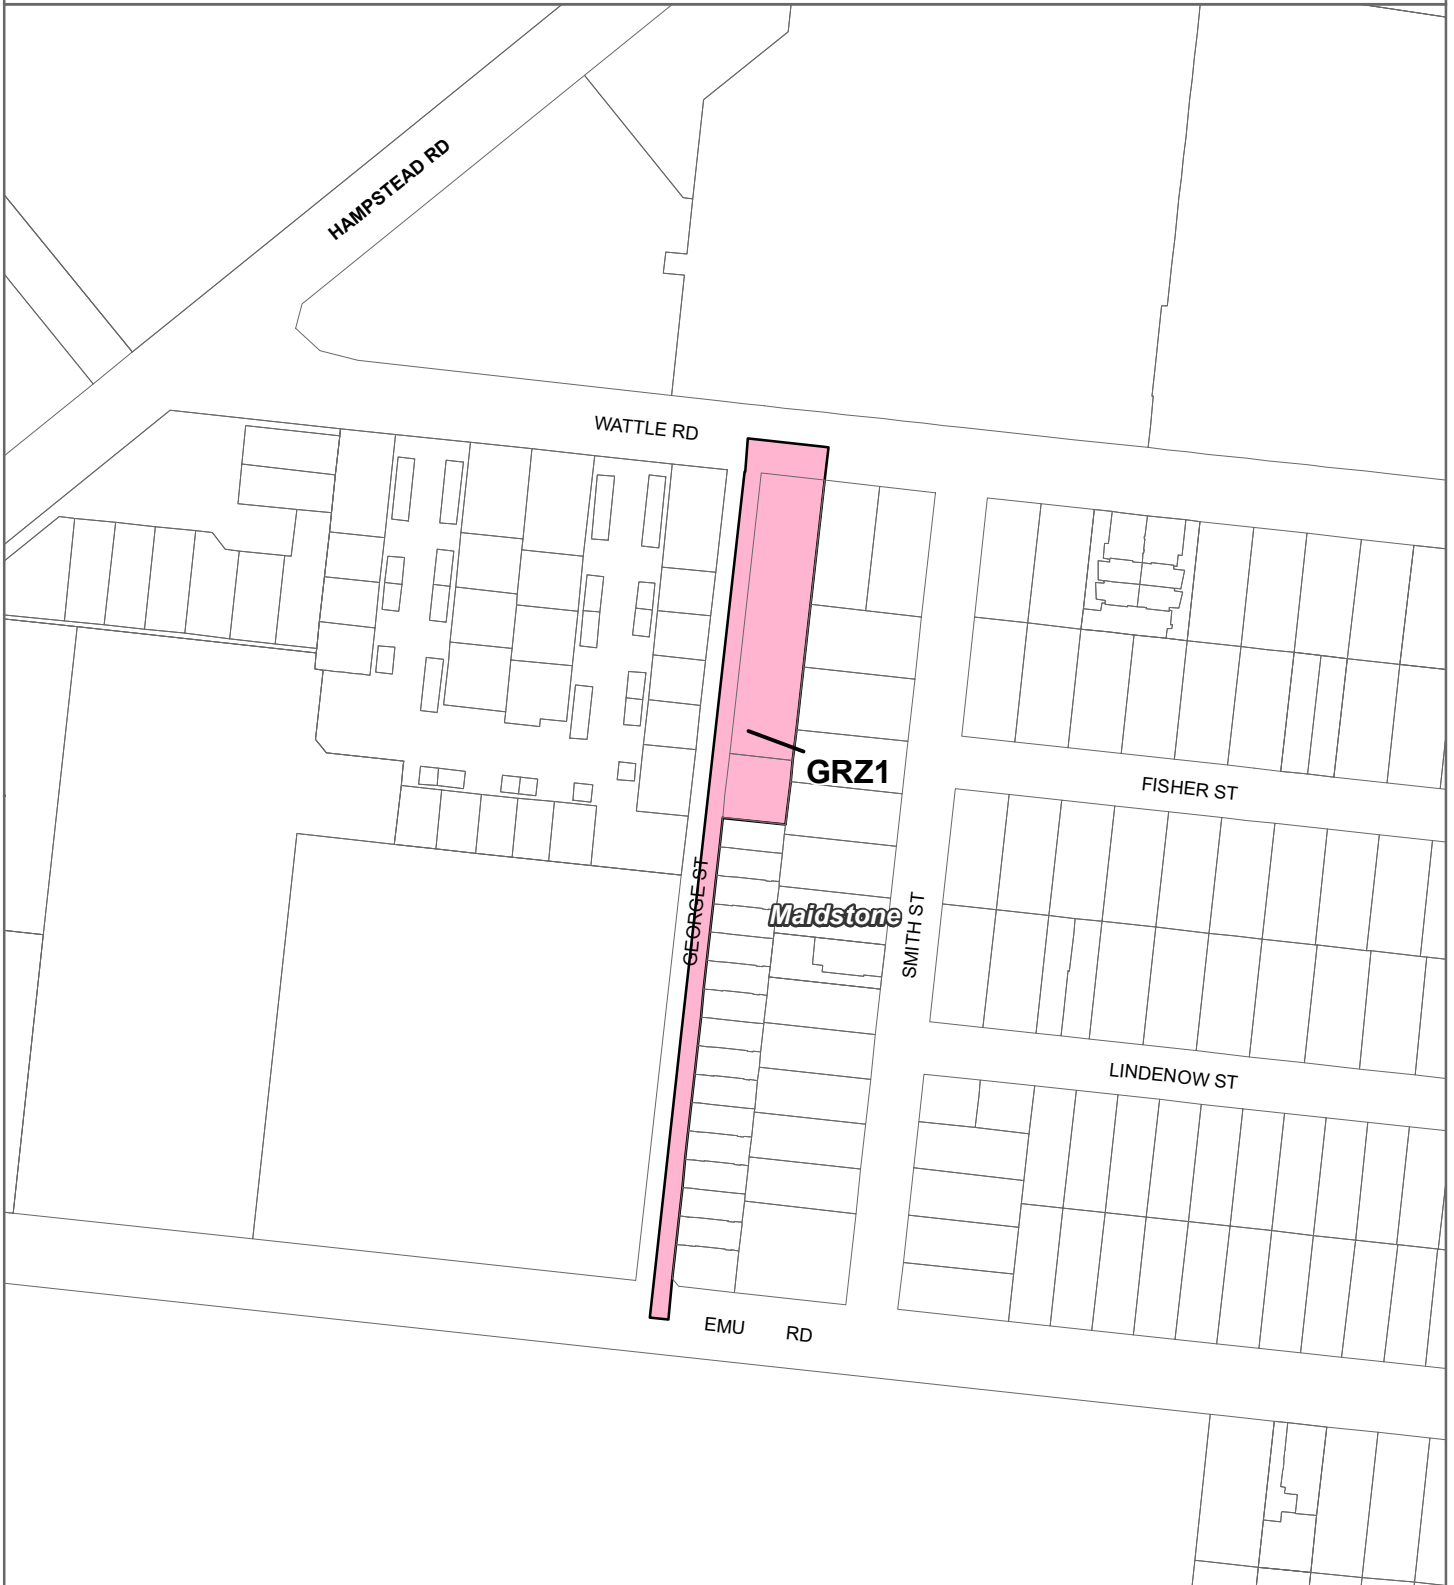 HAMPSTEAD RD
WATTLE RD
GRZ1
FISHER ST
GEORGE ST
Maidstone
SMITH ST
LINDENOW ST
EMU RD